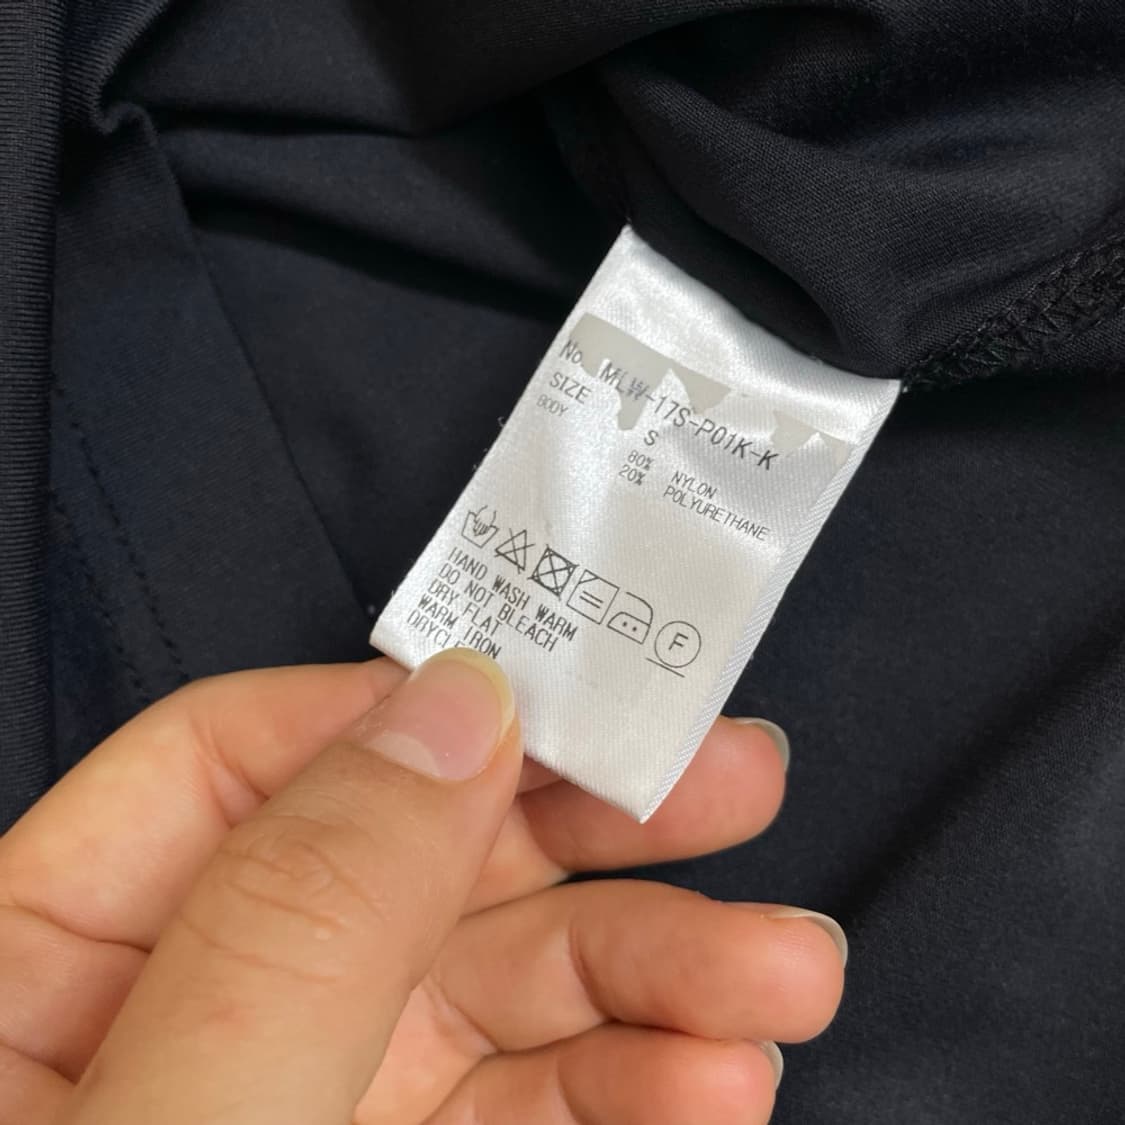 No. MLW-17S-P01K-K
SIZE S
BODY 80% NYLON
20% POLYURETHANE
F
HAND WASH WARM
DO NOT BLEACH
DRY FLAT
WARM IRON